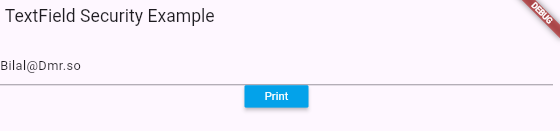 TextField Security Example
DEBUG
Bilal@Dmr.so
Print